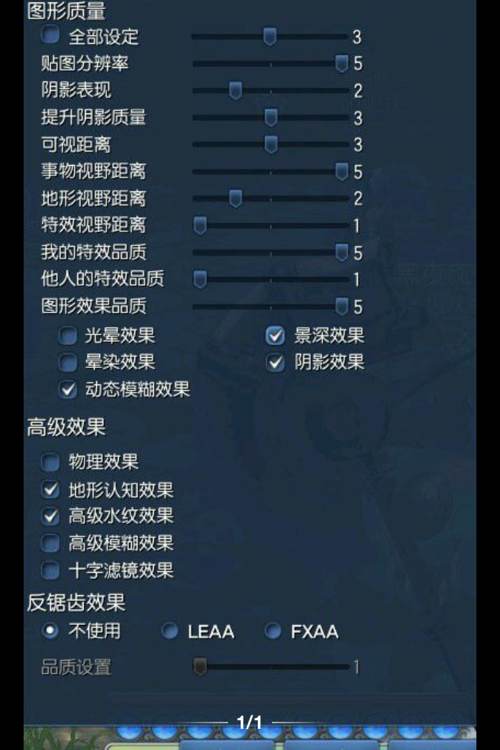 图形质量
全部设定 3
贴图分辨率 5
阴影表现 2
提升阴影质量 3
可视距离 3
事物视野距离 5
地形视野距离 2
特效视野距离 1
我的特效品质 5
他人的特效品质 1
图形效果品质 5
光晕效果 景深效果
晕染效果 阴影效果
动态模糊效果
高级效果
物理效果
地形认知效果
高级水纹效果
高级模糊效果
十字滤镜效果
反锯齿效果
不使用 LEAA FXAA
品质设置 1
1/1